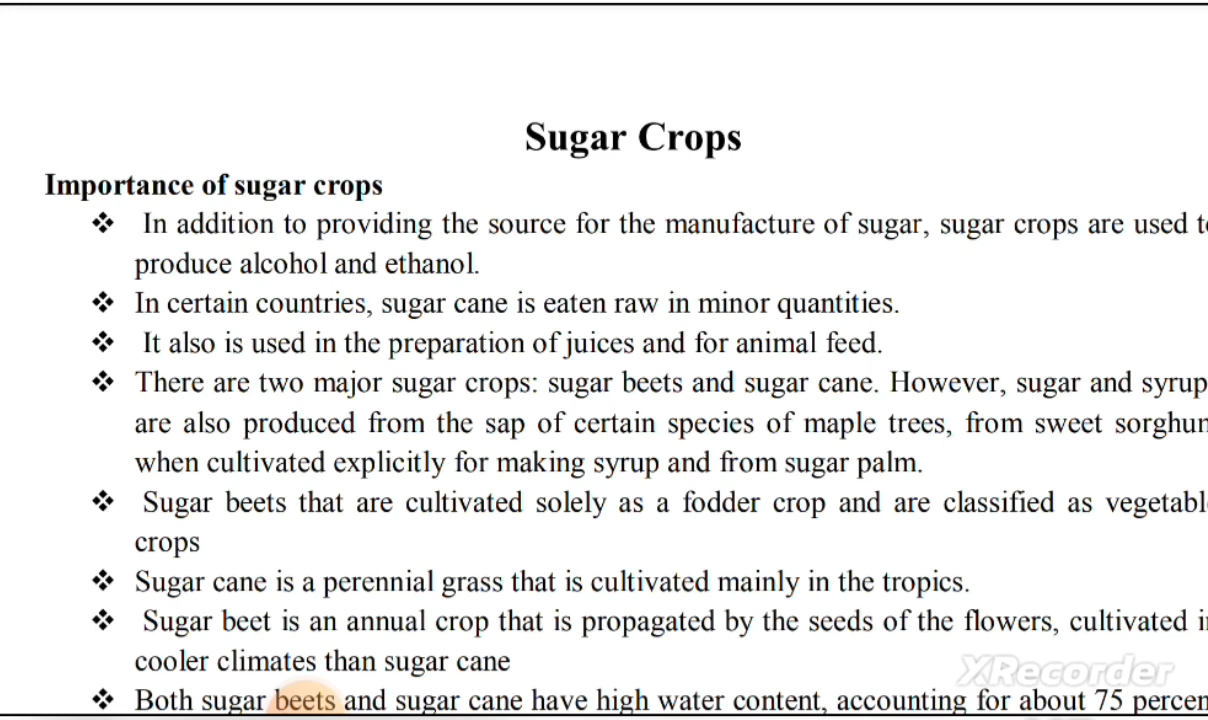 Sugar Crops
Importance of sugar crops
❖ In addition to providing the source for the manufacture of sugar, sugar crops are used
produce alcohol and ethanol.
❖ In certain countries, sugar cane is eaten raw in minor quantities.
❖ It also is used in the preparation of juices and for animal feed.
❖ There are two major sugar crops: sugar beets and sugar cane. However, sugar and syrup
are also produced from the sap of certain species of maple trees, from sweet
when cultivated explicitly for making syrup and from sugar palm.
❖ Sugar beets that are cultivated solely as a fodder crop and are classified as
crops
❖ Sugar cane is a perennial grass that is cultivated mainly in the tropics.
❖ Sugar beet is an annual crop that is propagated by the seeds of the flowers, cultivated
cooler climates than sugar cane
XRecorder
❖ Both sugar beets and sugar cane have high water content, accounting for about 75